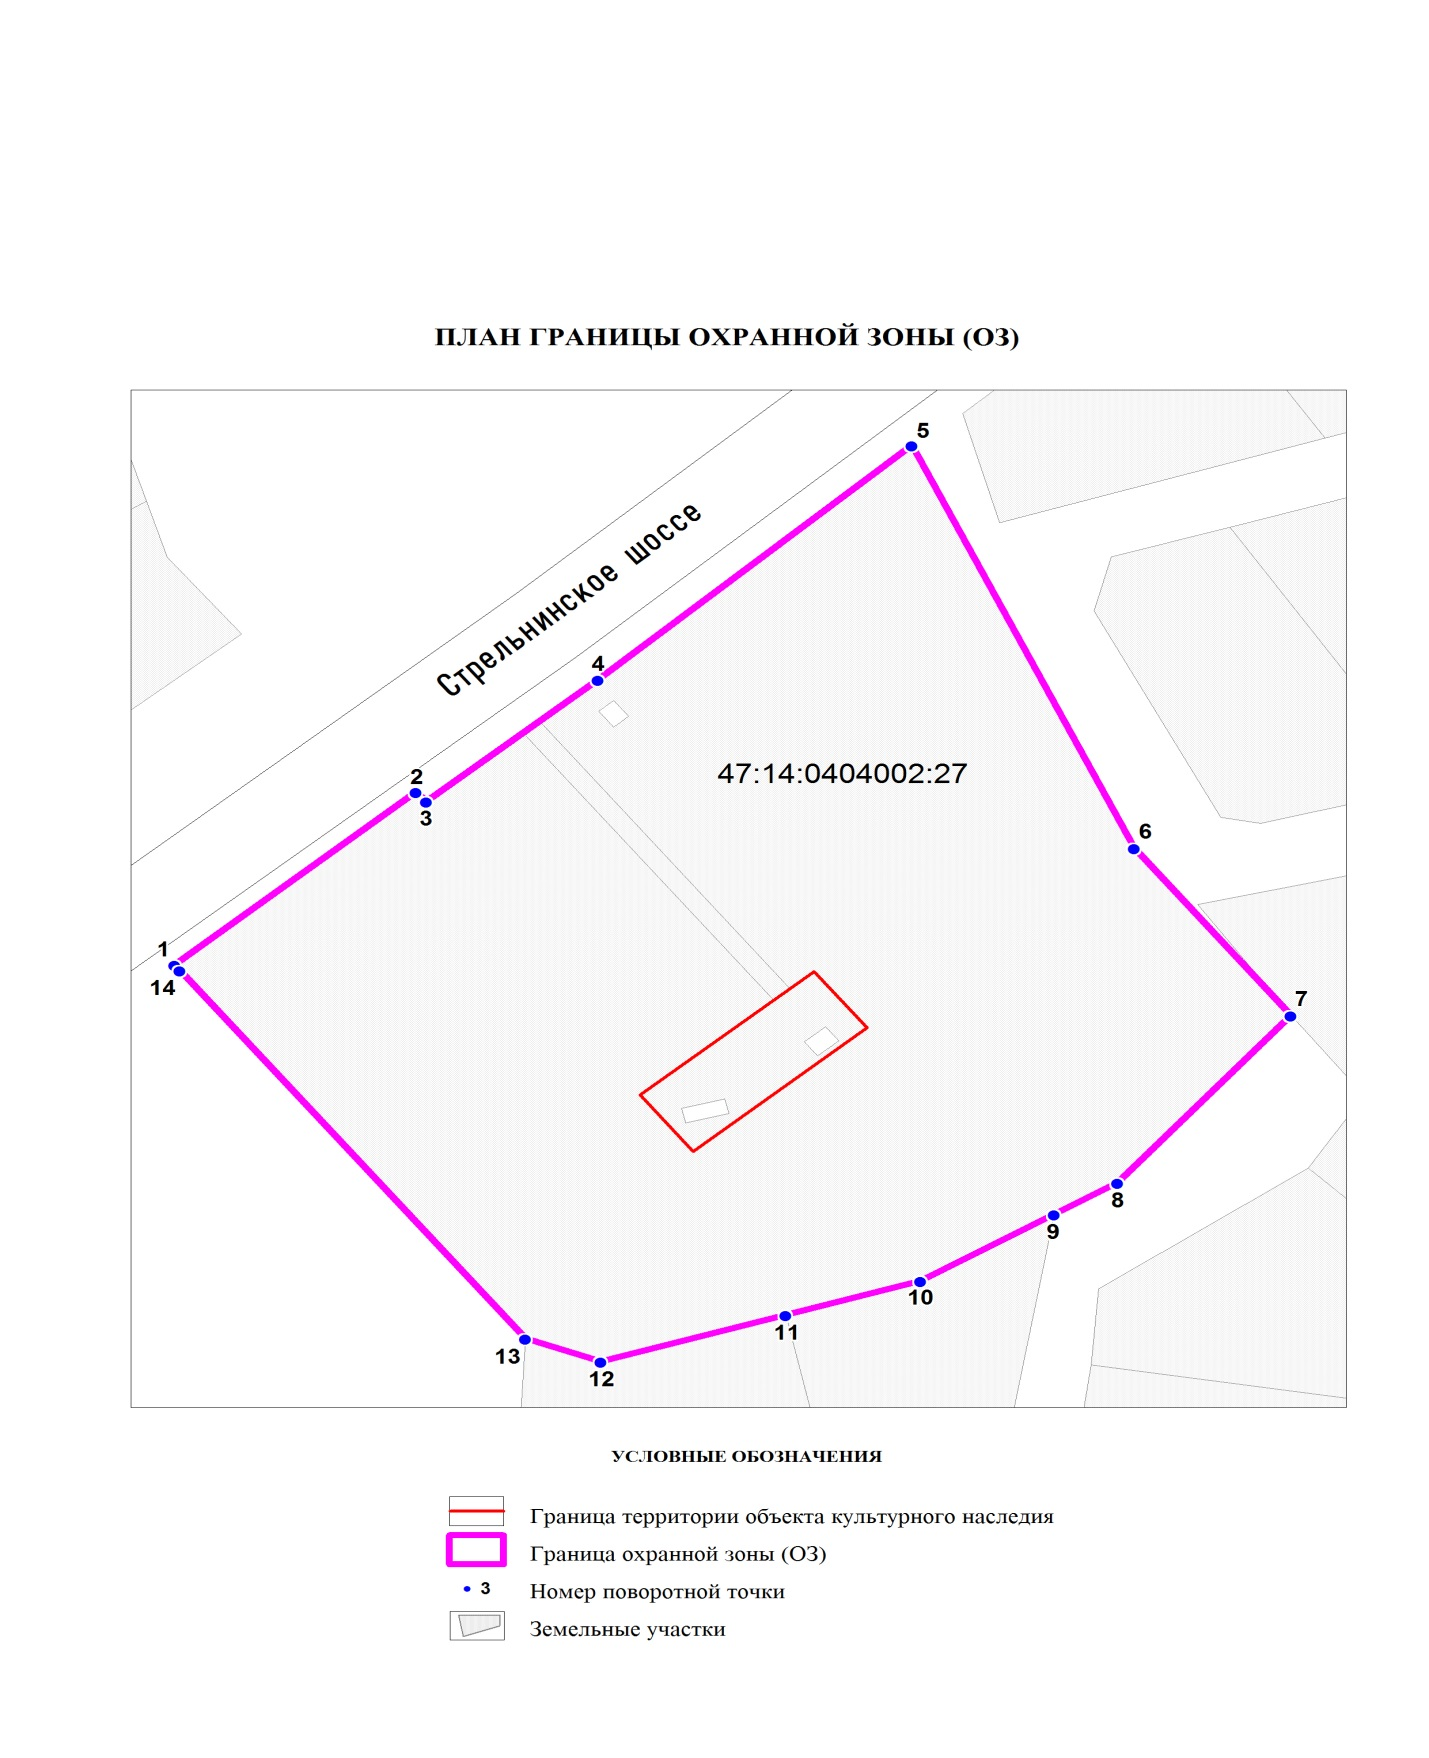 ПЛАН ГРАНИЦЫ ОХРАННОЙ ЗОНЫ (ОЗ)
5
Стрельнинское шоссе
4
47:14:0404002:27
2
3
6
1
14
7
8
9
10
11
13
12
УСЛОВНЫЕ ОБОЗНАЧЕНИЯ
Граница территории объекта культурного наследия
Граница охранной зоны (ОЗ)
3 Номер поворотной точки
Земельные участки